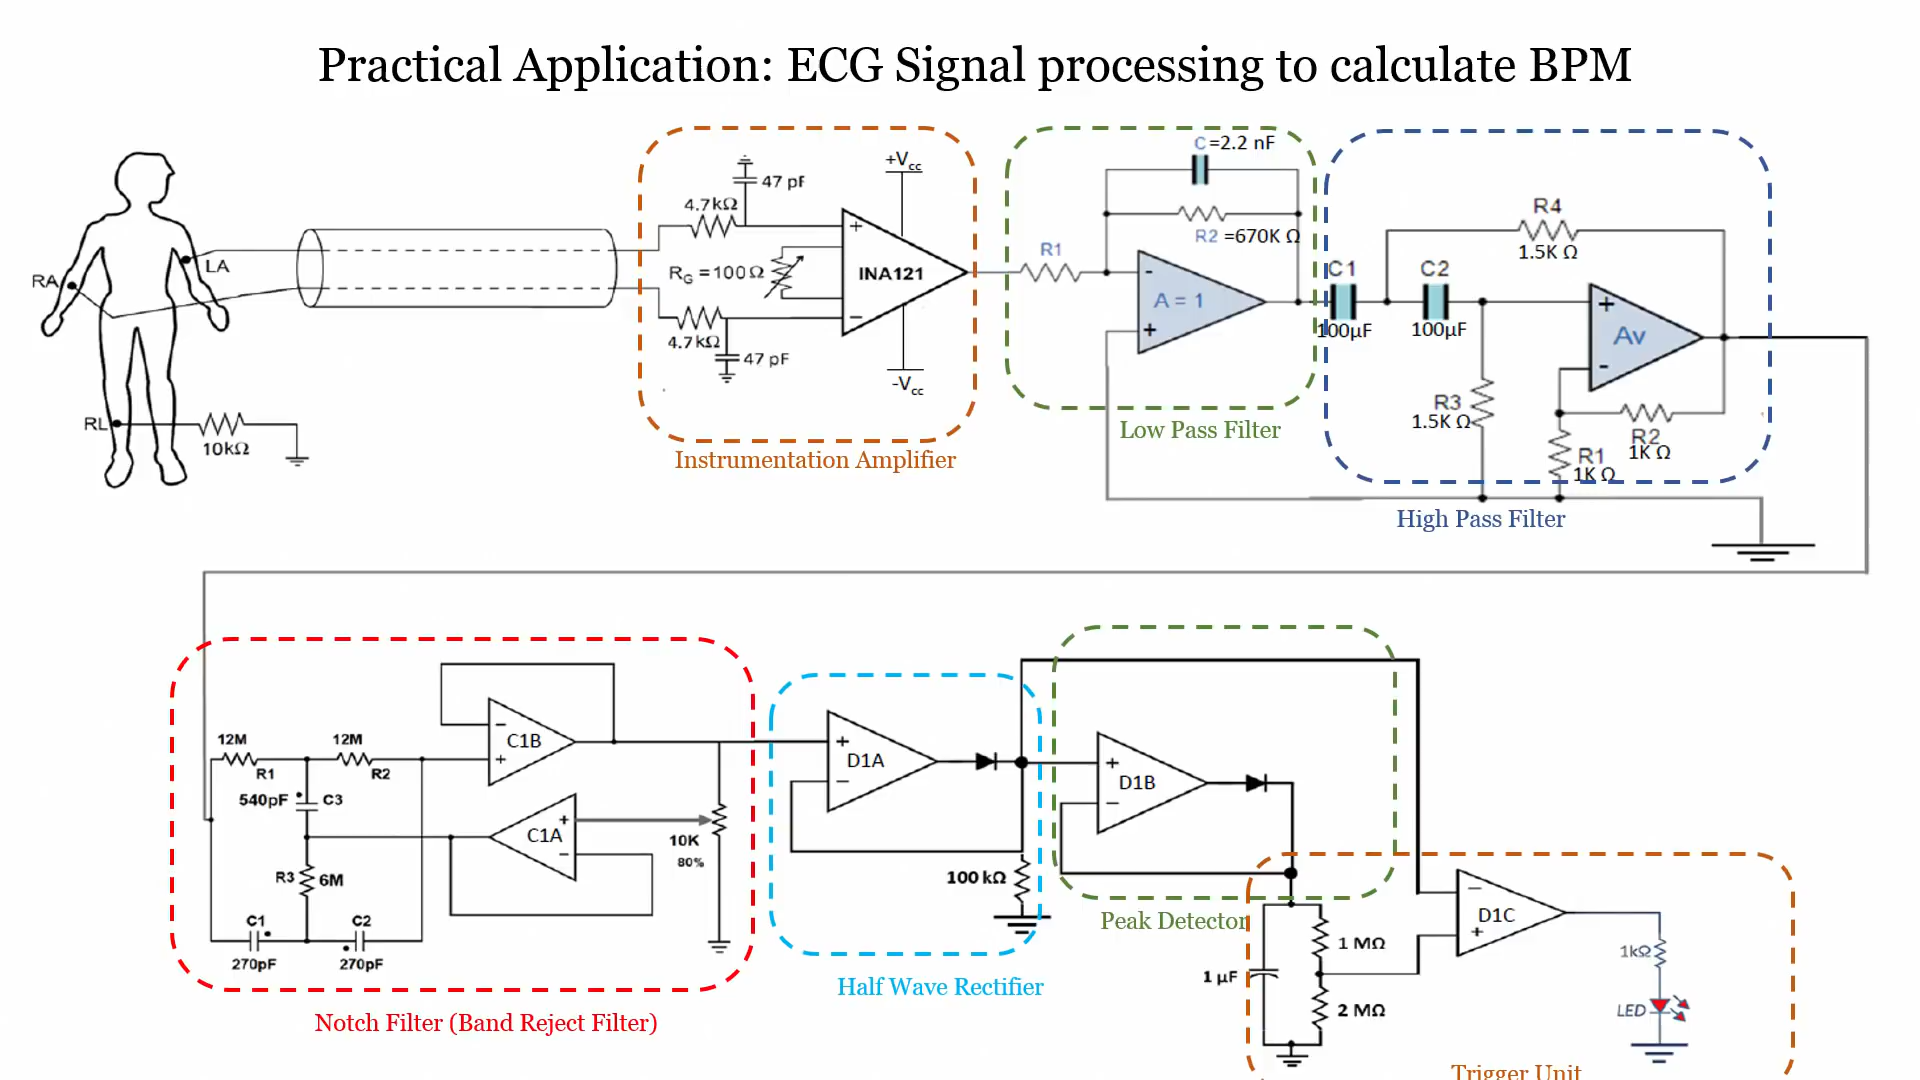 Practical Application: ECG Signal processing to calculate BPM
RA
LA
RL
10kΩ
47 pF
4.7kΩ
+Vcc
RG = 100Ω
INA121
+
−
4.7kΩ
47 pF
-Vcc
Instrumentation Amplifier
C=2.2 nF
R2 =670K Ω
R1
-
A = 1
+
Low Pass Filter
R4
1.5K Ω
C1
100µF
C2
100µF
+
Av
-
R3
1.5K Ω
R2
1K Ω
R1
1K Ω
High Pass Filter
12M
R1
12M
R2
540pF
C3
−
C1B
+
C1A
+
−
10K
80%
R3
6M
C1
270pF
C2
270pF
Notch Filter (Band Reject Filter)
+
D1A
−
100 kΩ
Half Wave Rectifier
+
D1B
−
Peak Detector
1 µF
1 MΩ
2 MΩ
−
D1C
+
1kΩ
LED
Trigger Unit